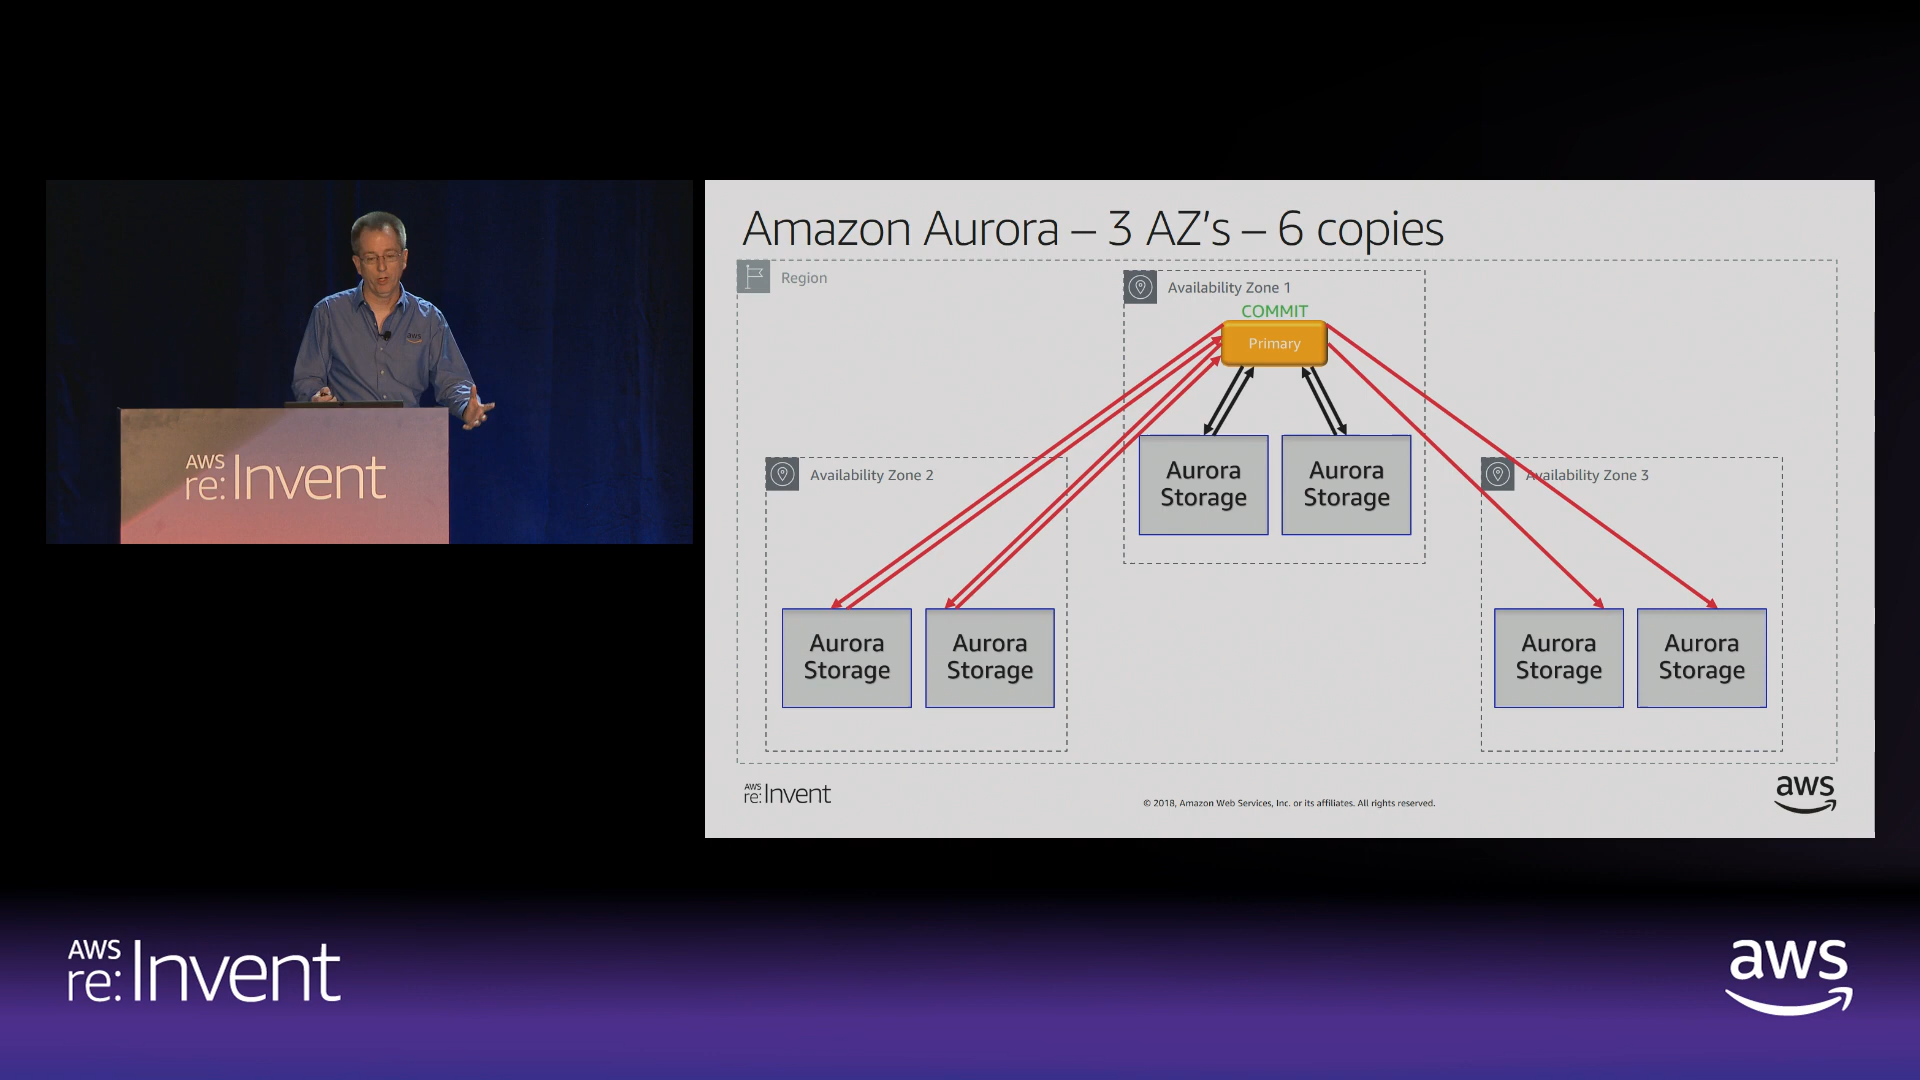 Amazon Aurora – 3 AZ's – 6 copies
Region
Availability Zone 1
COMMIT
Primary
Aurora
Storage
Aurora
Storage
Availability Zone 2
Aurora
Storage
Aurora
Storage
Availability Zone 3
Aurora
Storage
Aurora
Storage
AWS
re:Invent
© 2018, Amazon Web Services, Inc. or its affiliates. All rights reserved.
aws
aws
AWS
re:Invent
AWS
re:Invent
aws